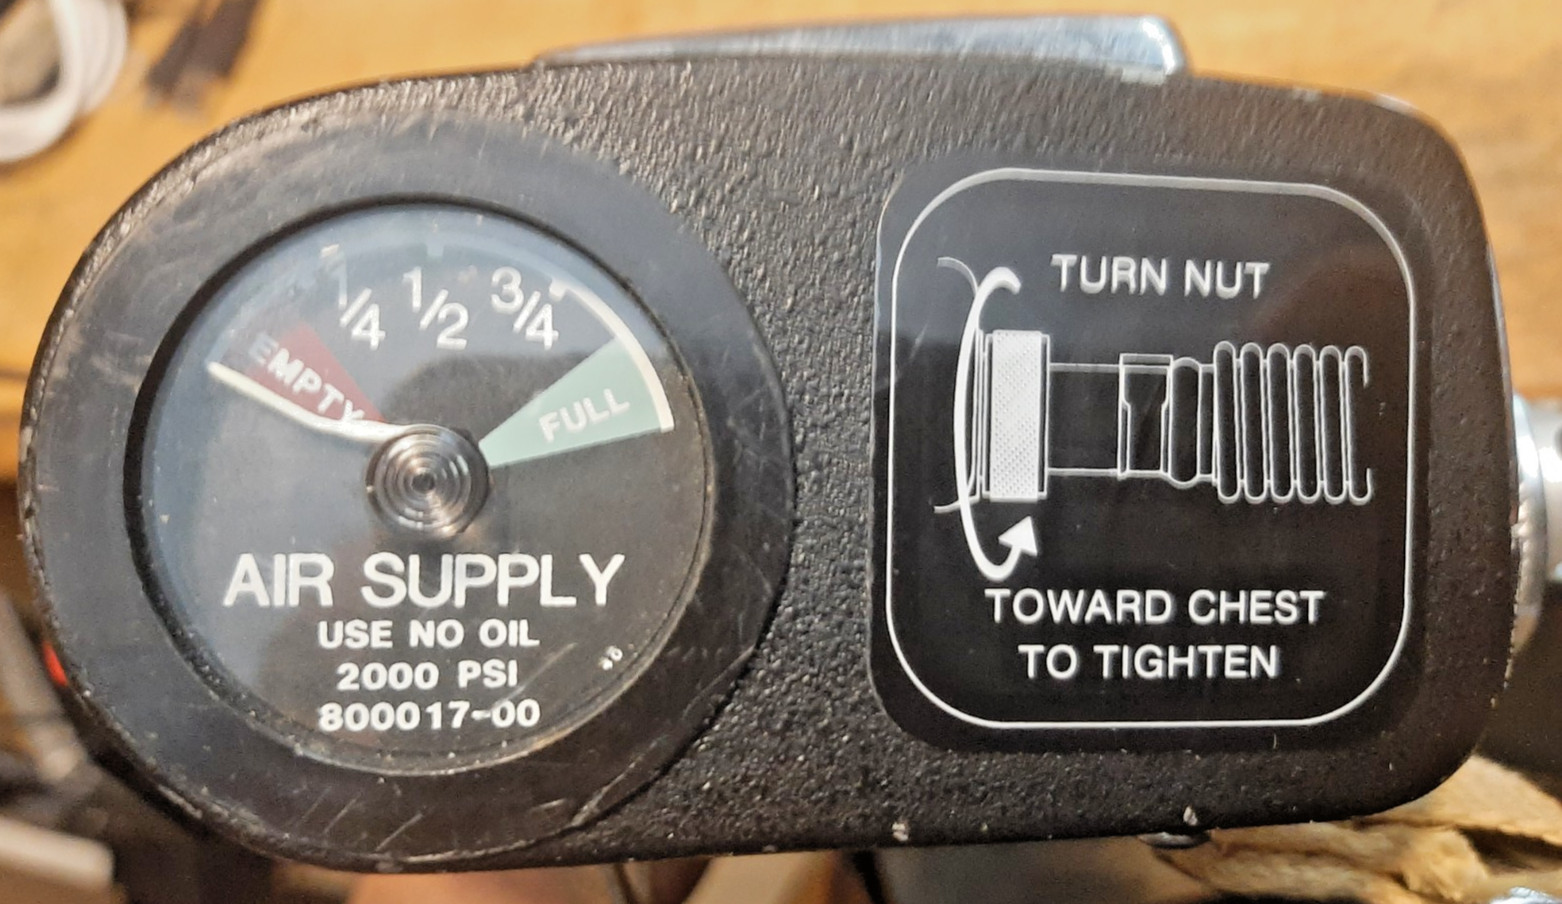 1/4 1/2 3/4
EMPTY
FULL
AIR SUPPLY
USE NO OIL
2000 PSI
800017-00
TURN NUT
TOWARD CHEST
TO TIGHTEN